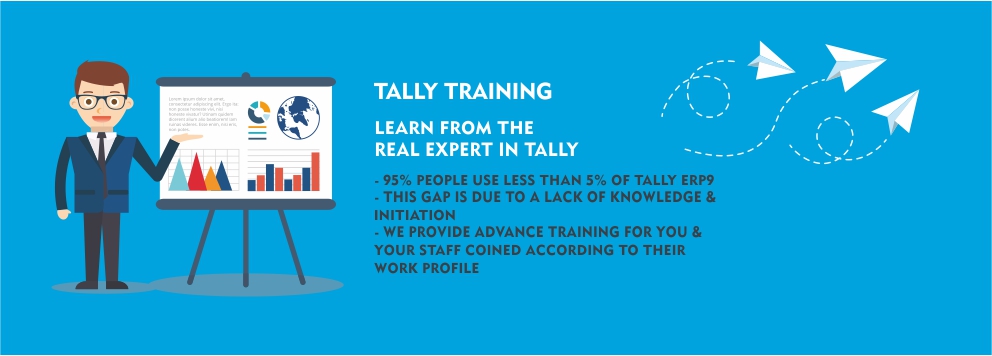 TALLY TRAINING
LEARN FROM THE
REAL EXPERT IN TALLY
- 95% PEOPLE USE LESS THAN 5% OF TALLY ERP9
- THIS GAP IS DUE TO A LACK OF KNOWLEDGE &
INITIATION
- WE PROVIDE ADVANCE TRAINING FOR YOU &
YOUR STAFF COINED ACCORDING TO THEIR
WORK PROFILE